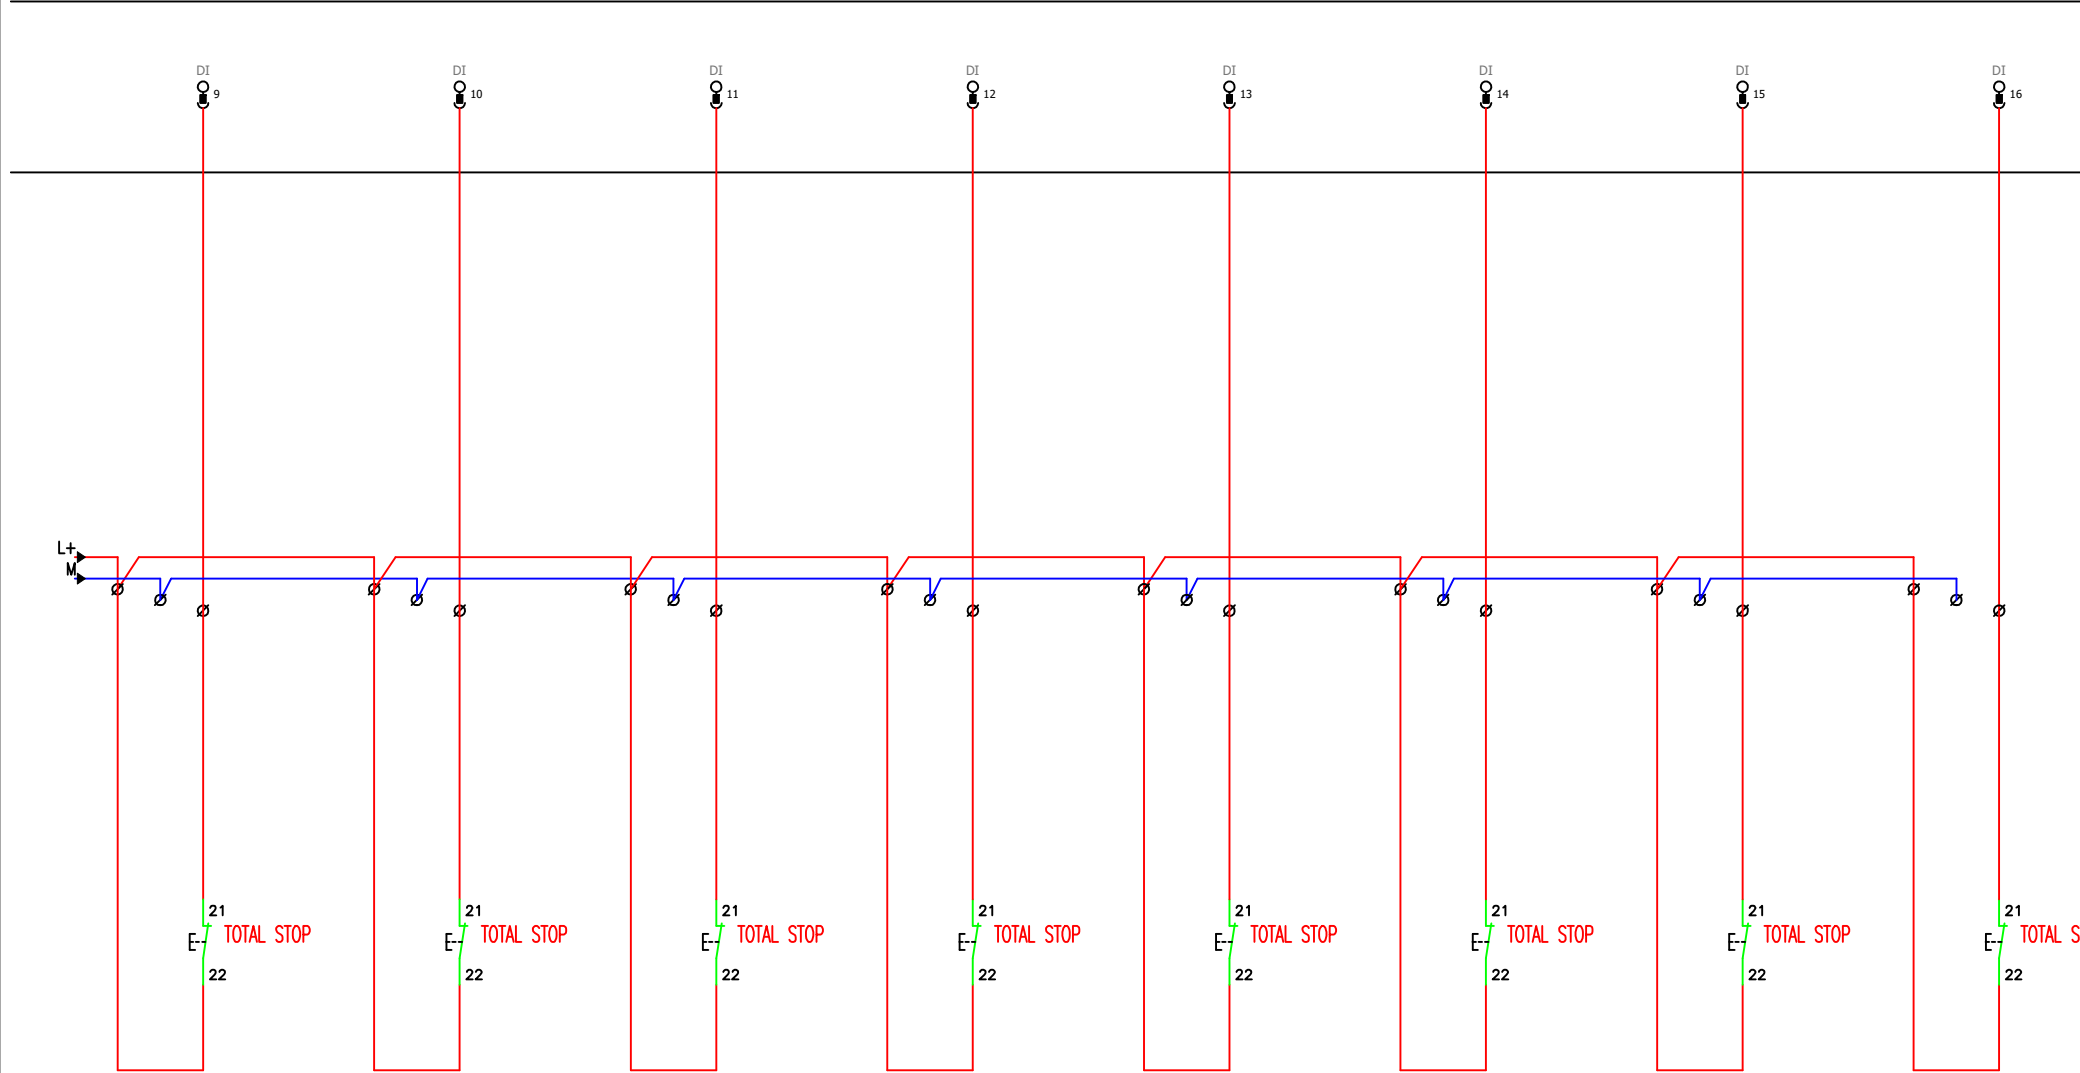 DI DI DI DI DI DI DI DI
9 10 11 12 13 14 15 16
L+
M
21 21 21 21 21 21 21 21
TOTAL STOP TOTAL STOP TOTAL STOP TOTAL STOP TOTAL STOP TOTAL STOP TOTAL STOP TOTAL S
22 22 22 22 22 22 22 22